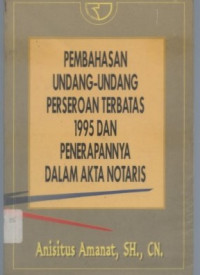 PEMBAHASAN
UNDANG-UNDANG
PERSEROAN TERBATAS
1995 DAN
PENERAPANNYA
DALAM AKTA NOTARIS
Anisitus Amanat, SH., CN.